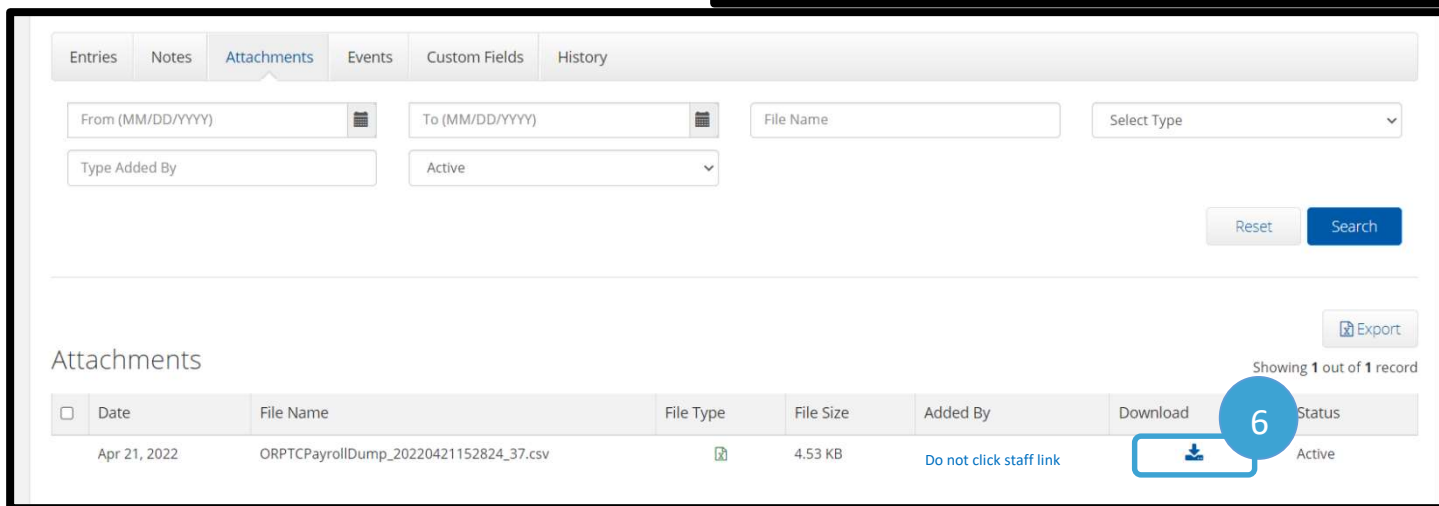 Entries Notes Attachments Events Custom Fields History
From (MM/DD/YYYY) To (MM/DD/YYYY) File Name Select Type
Type Added By Active
Reset Search
Export
Attachments
Showing 1 out of 1 record
Date File Name File Type File Size Added By Download 6 Status
Apr 21, 2022 ORPTCPayrollDump_20220421152824_37.csv 4.53 KB Do not click staff link Active